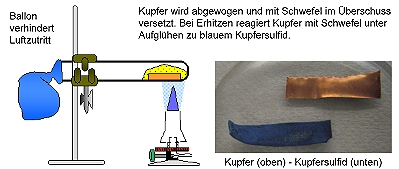 Ballon
verhindert
Luftzutritt
Kupfer wird abgewogen und mit Schwefel im Überschuss
versetzt. Bei Erhitzen reagiert Kupfer mit Schwefel unter
Aufglühen zu blauem Kupfersulfid.
Kupfer (oben) - Kupfersulfid (unten)